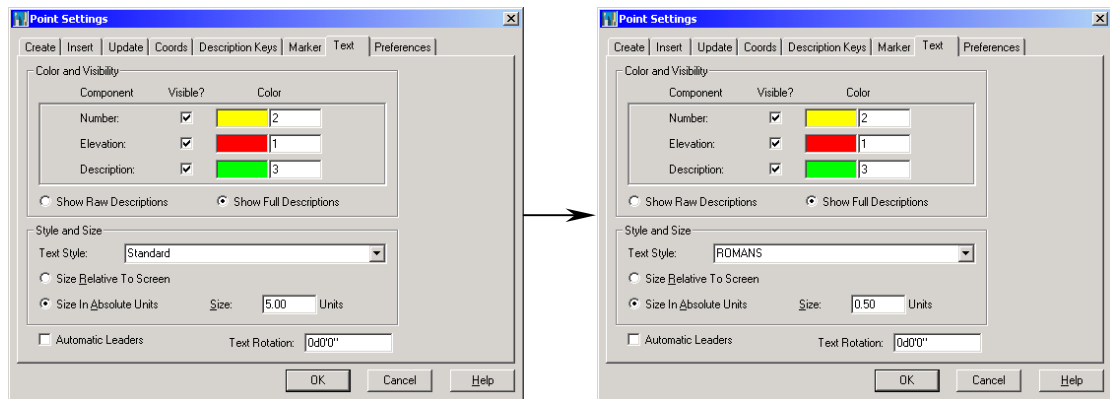 Point Settings
Create Insert Update Coords Description Keys Marker Text Preferences
Color and Visibility
Component Visible? Color
Number: 2
Elevation: 1
Description: 3
Show Raw Descriptions Show Full Descriptions
Style and Size
Text Style: Standard
Size Relative To Screen
Size In Absolute Units Size: 5.00 Units
Automatic Leaders Text Rotation: 0d0'0"
OK Cancel Help
Point Settings
Create Insert Update Coords Description Keys Marker Text Preferences
Color and Visibility
Component Visible? Color
Number: 2
Elevation: 1
Description: 3
Show Raw Descriptions Show Full Descriptions
Style and Size
Text Style: ROMANS
Size Relative To Screen
Size In Absolute Units Size: 0.50 Units
Automatic Leaders Text Rotation: 0d0'0"
OK Cancel Help